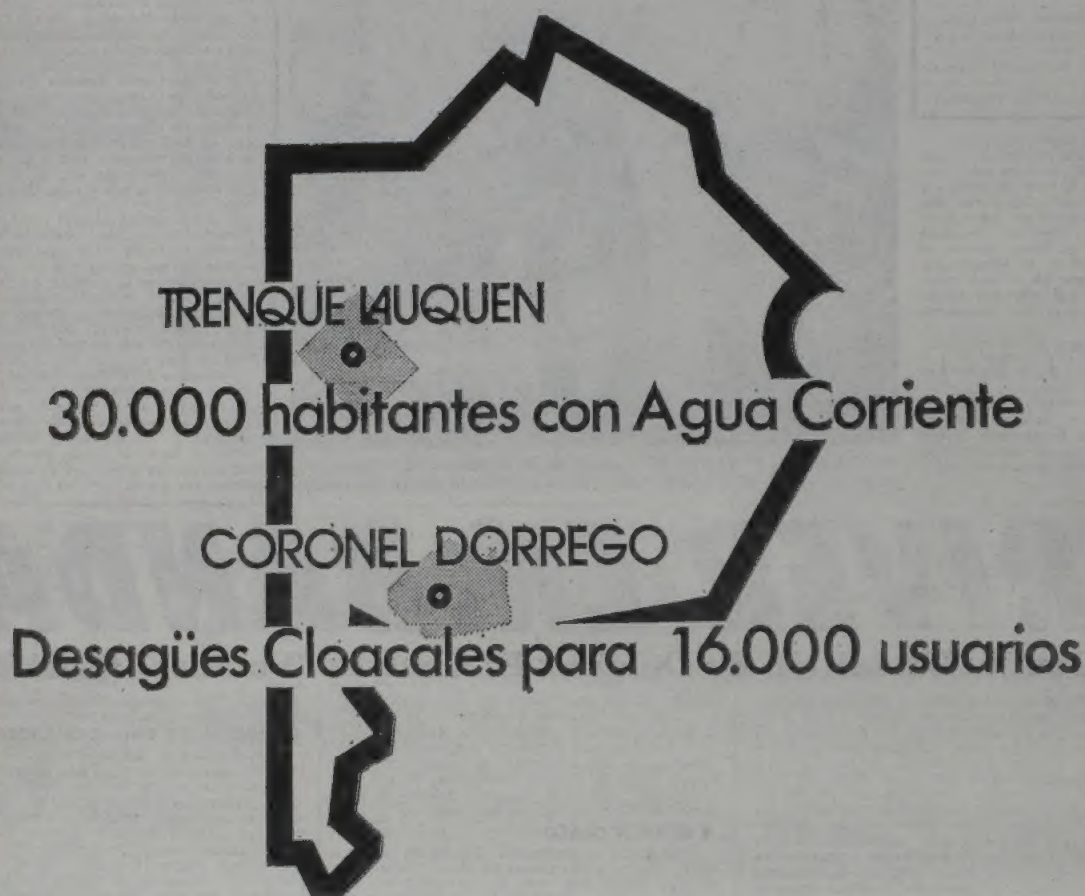 TRENQUE LAUQUEN
30.000 habitantes con Agua Corriente
CORONEL DORREGO
Desagües Cloacales para 16.000 usuarios